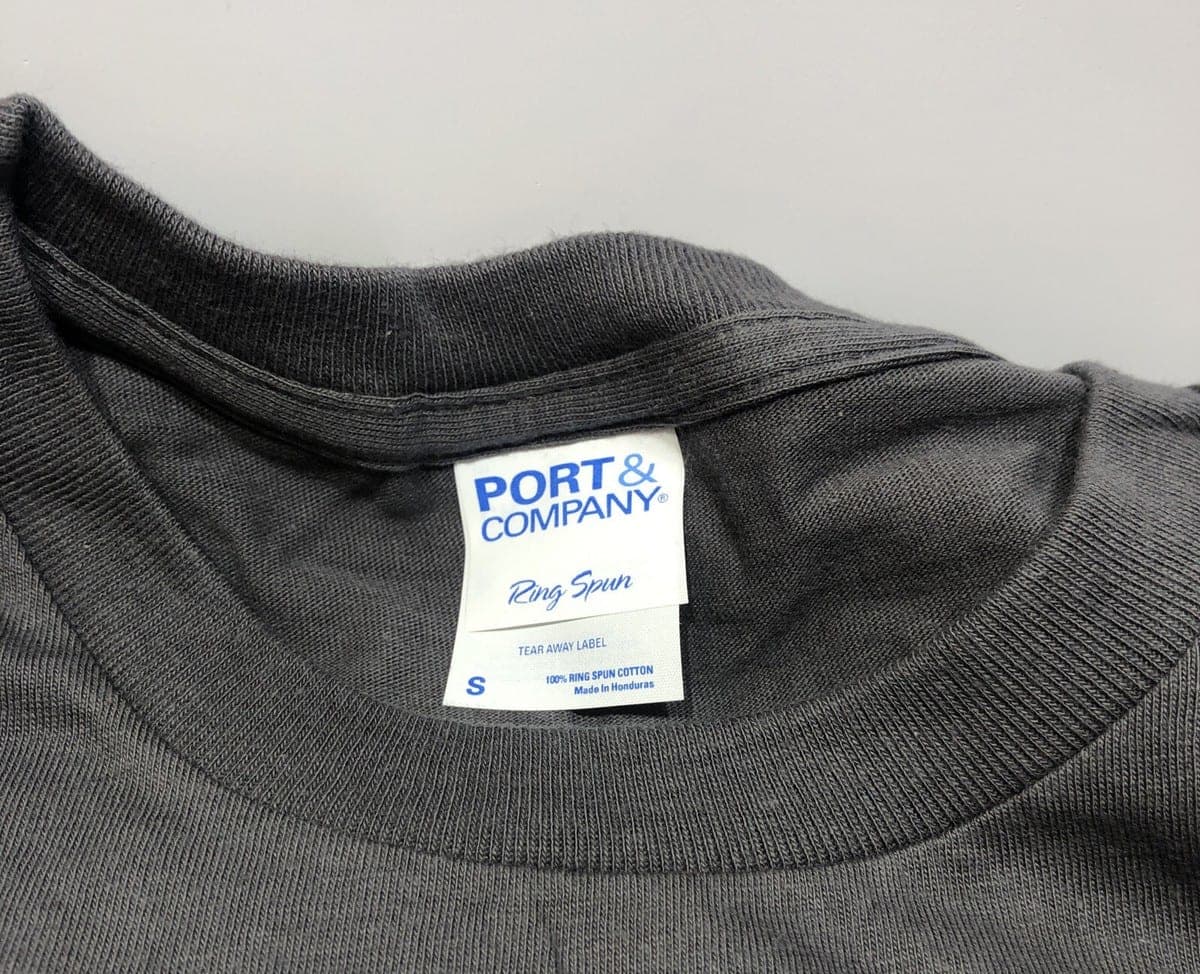 PORT &
COMPANY®
Ring Spun
TEAR AWAY LABEL
S
100% RING SPUN COTTON
Made In Honduras